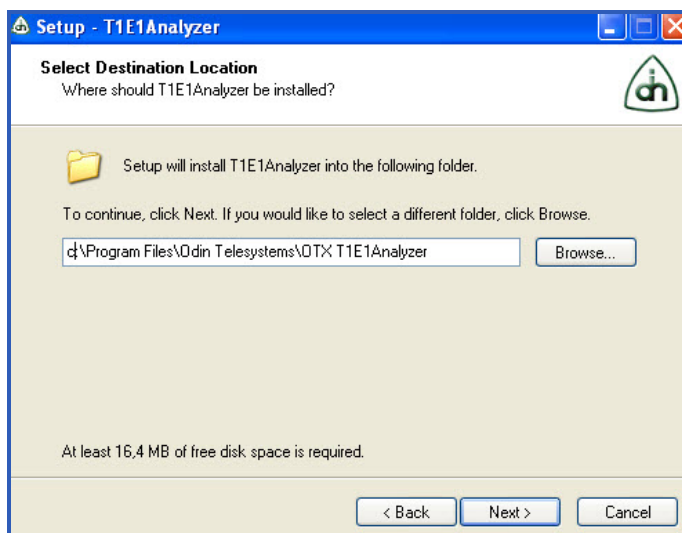 Setup - T1E1Analyzer
Select Destination Location
Where should T1E1Analyzer be installed?
Setup will install T1E1Analyzer into the following folder.
To continue, click Next. If you would like to select a different folder, click Browse.
c:\Program Files\Odin Telesystems\OTX T1E1Analyzer
Browse...
At least 16,4 MB of free disk space is required.
< Back
Next >
Cancel